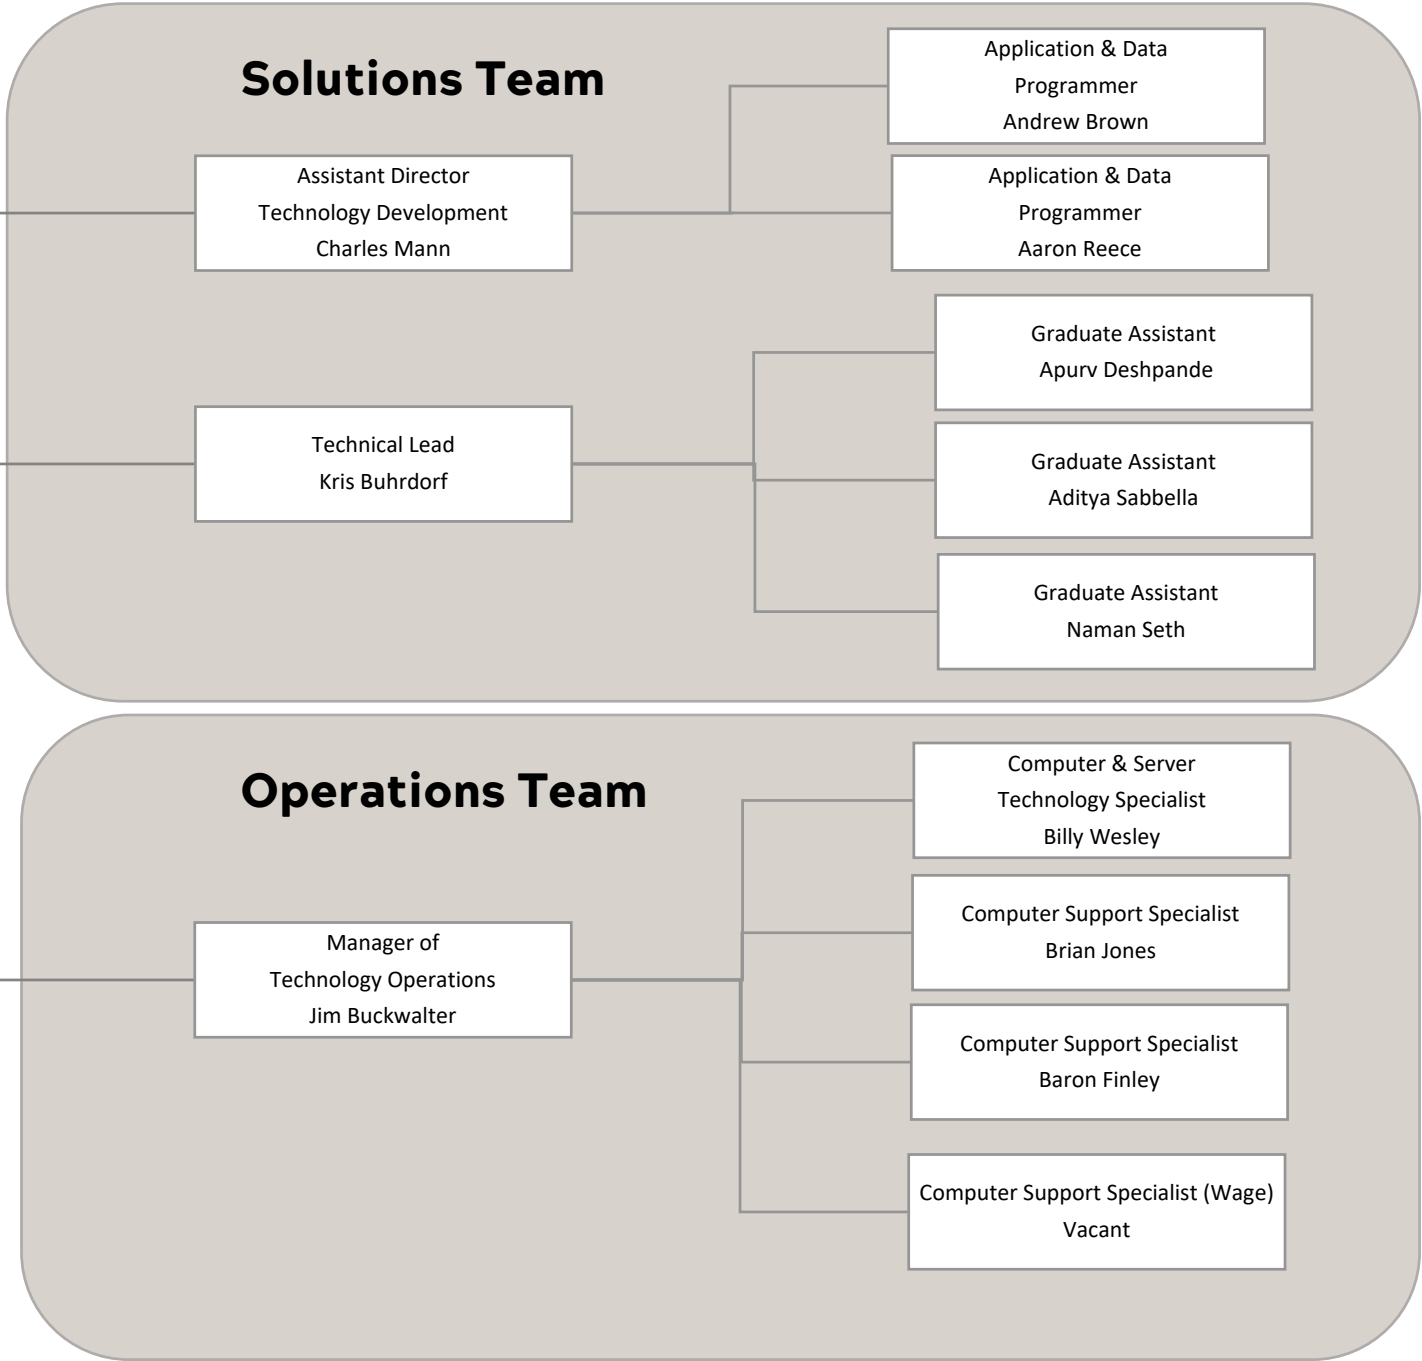 Solutions Team
Assistant Director
Technology Development
Charles Mann
Application & Data
Programmer
Andrew Brown
Application & Data
Programmer
Aaron Reece
Technical Lead
Kris Buhrdorf
Graduate Assistant
Apurv Deshpande
Graduate Assistant
Aditya Sabbella
Graduate Assistant
Naman Seth
Operations Team
Manager of
Technology Operations
Jim Buckwalter
Computer & Server
Technology Specialist
Billy Wesley
Computer Support Specialist
Brian Jones
Computer Support Specialist
Baron Finley
Computer Support Specialist (Wage)
Vacant